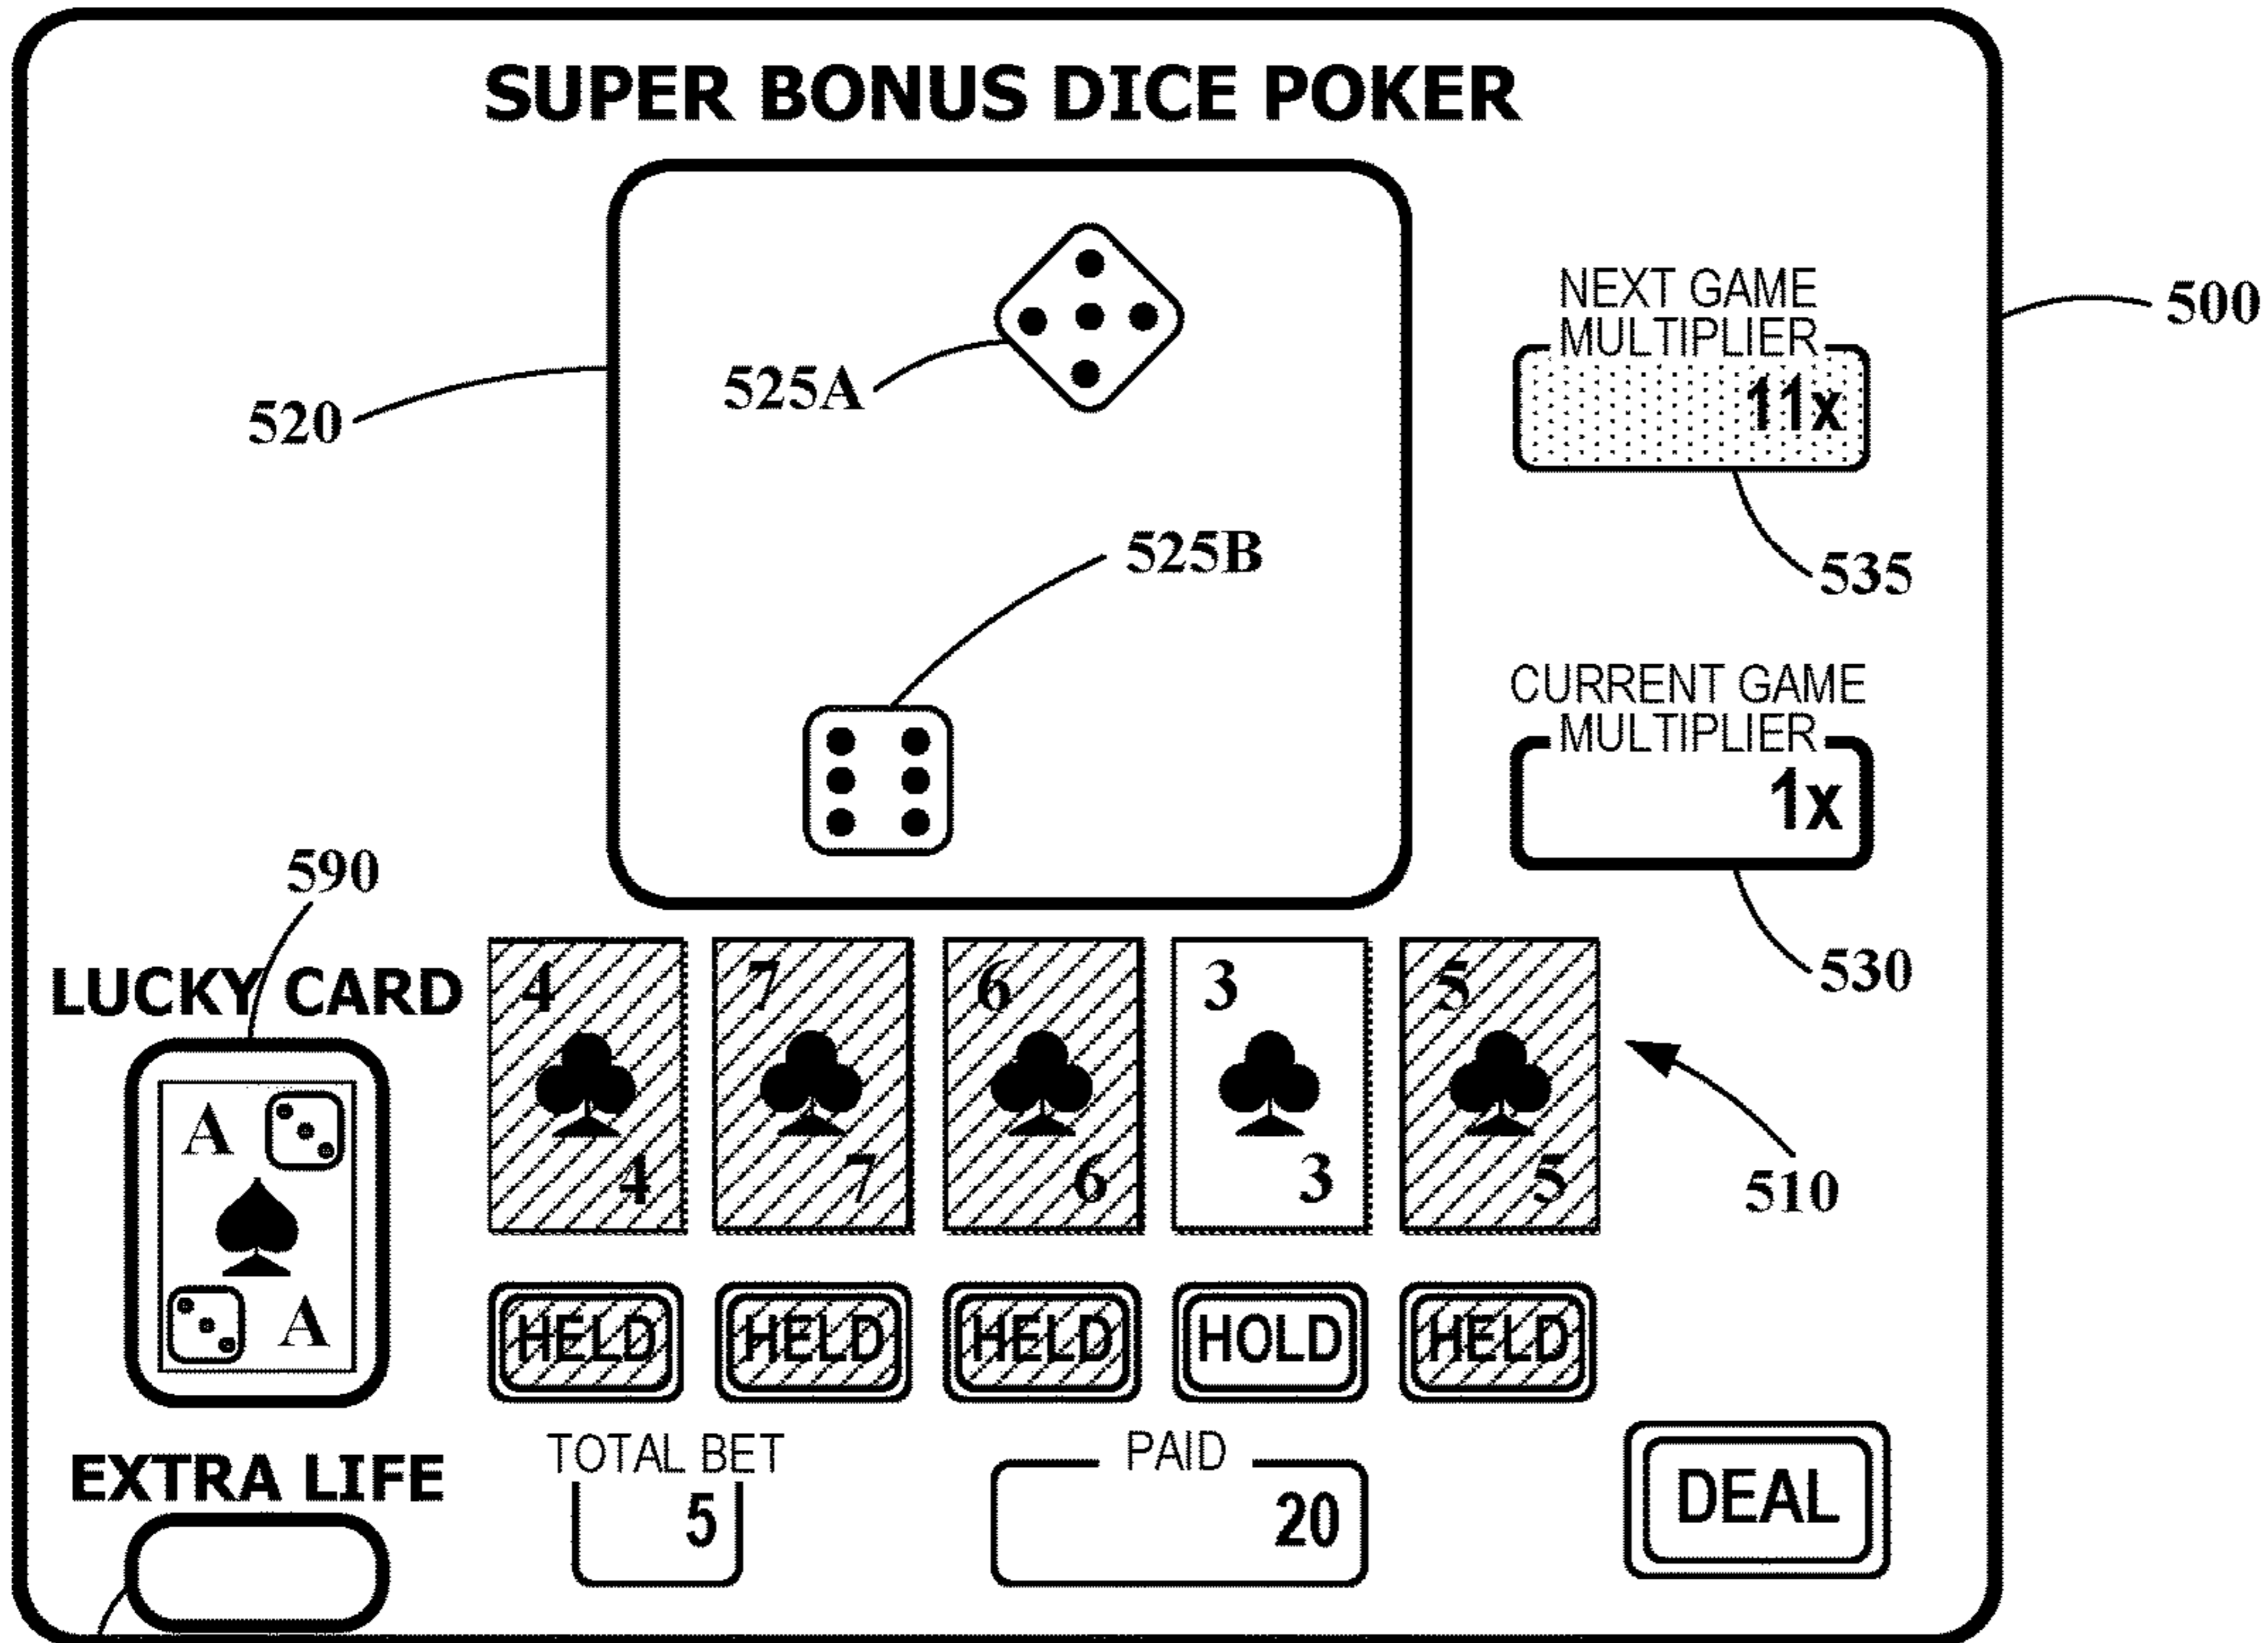 SUPER BONUS DICE POKER
NEXT GAME
MULTIPLIER
11x
500
525A
520
525B
535
CURRENT GAME
MULTIPLIER
1x
590
530
LUCKY CARD
4 7 6 3 5
A
4 7 6 3 5
510
A
HELD HELD HELD HOLD HELD
EXTRA LIFE
TOTAL BET
5
PAID
20
DEAL